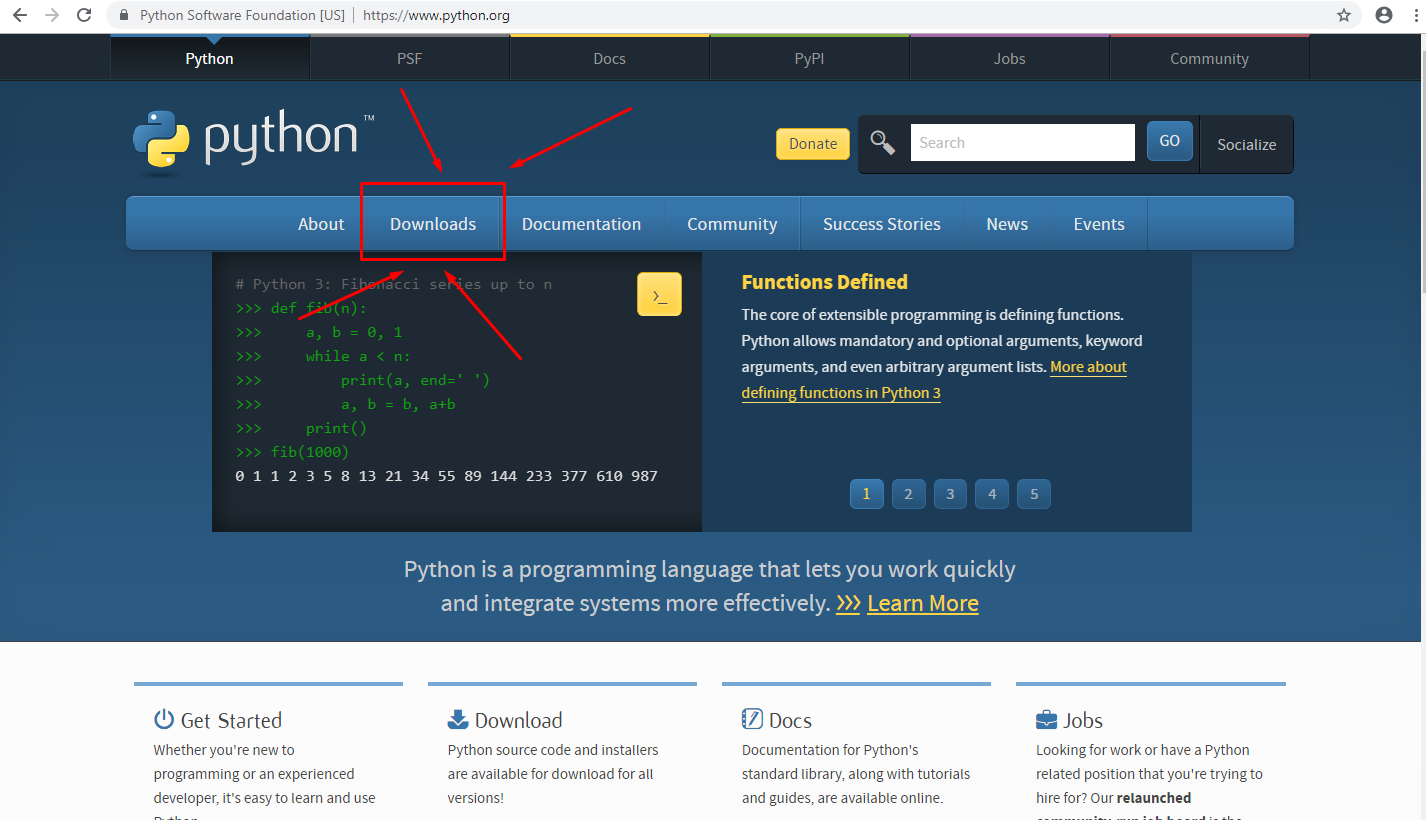 Python Software Foundation [US] | https://www.python.org
Python PSF Docs PyPI Jobs Community
python™
Donate Search GO Socialize
About Downloads Documentation Community Success Stories News Events
# Python 3: Fibonacci series up to n
>>> def fib(n):
>>>     a, b = 0, 1
>>>     while a < n:
>>>         print(a, end=' ')
>>>         a, b = b, a+b
>>>     print()
>>> fib(1000)
0 1 1 2 3 5 8 13 21 34 55 89 144 233 377 610 987
>_
Functions Defined
The core of extensible programming is defining functions.
Python allows mandatory and optional arguments, keyword
arguments, and even arbitrary argument lists. More about
defining functions in Python 3
1 2 3 4 5
Python is a programming language that lets you work quickly
and integrate systems more effectively. >>> Learn More
Get Started
Whether you're new to
programming or an experienced
developer, it's easy to learn and use
Python.
Download
Python source code and installers
are available for download for all
versions!
Docs
Documentation for Python's
standard library, along with tutorials
and guides, are available online.
Jobs
Looking for work or have a Python
related position that you're trying to
hire for? Our relaunched
community-run job board is the